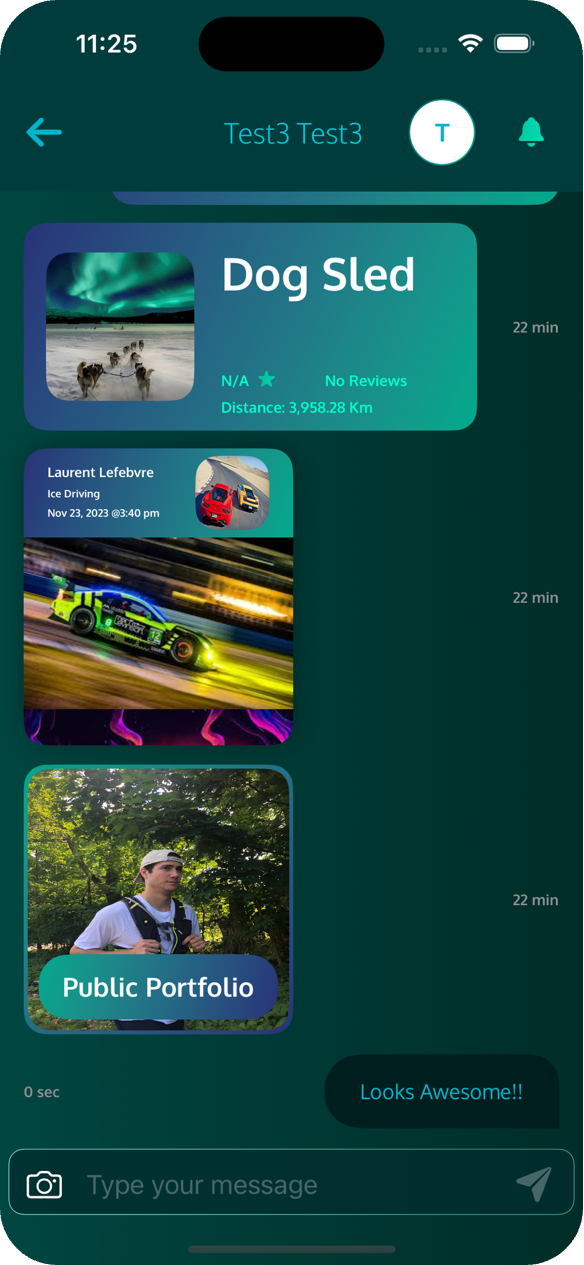 11:25
Test3 Test3
T
Dog Sled
22 min
N/A
No Reviews
Distance: 3,958.28 Km
Laurent Lefebvre
Ice Driving
Nov 23, 2023 @3:40 pm
12
22 min
22 min
Public Portfolio
0 sec
Looks Awesome!!
Type your message